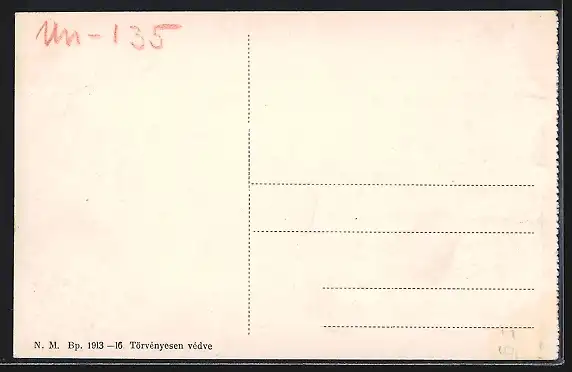 Un-135
N. M. Bp. 1913 —16 Törvényesen védve